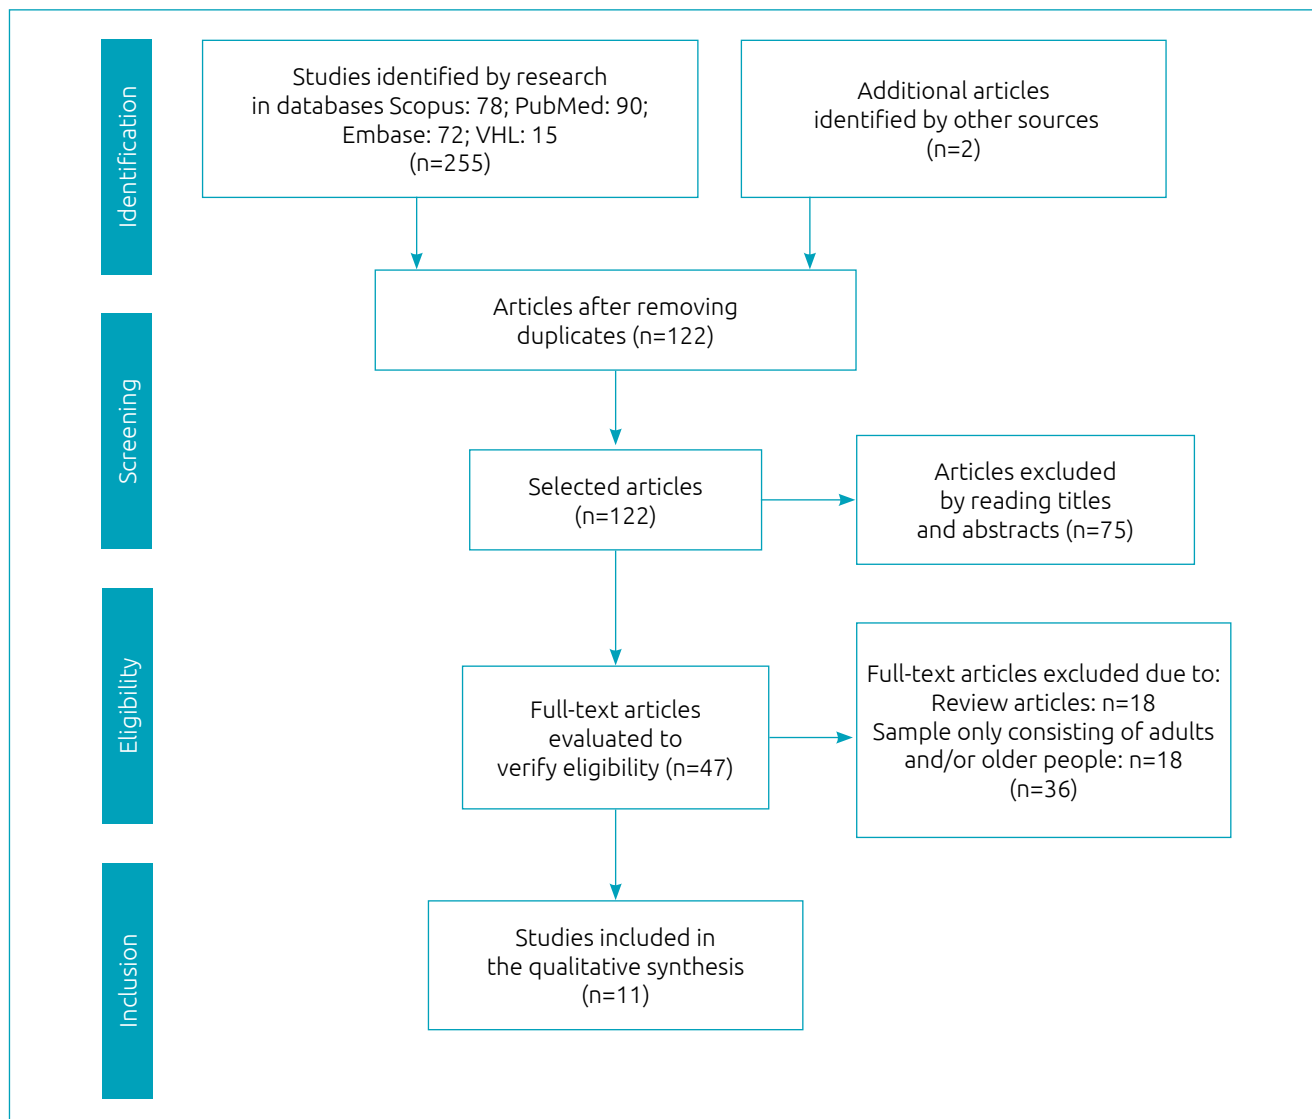 Identification
Studies identified by research
in databases Scopus: 78; PubMed: 90;
Embase: 72; VHL: 15
(n=255)
Additional articles
identified by other sources
(n=2)
Articles after removing
duplicates (n=122)
Screening
Selected articles
(n=122)
Articles excluded
by reading titles
and abstracts (n=75)
Eligibility
Full-text articles
evaluated to
verify eligibility (n=47)
Full-text articles excluded due to:
Review articles: n=18
Sample only consisting of adults
and/or older people: n=18
(n=36)
Inclusion
Studies included in
the qualitative synthesis
(n=11)